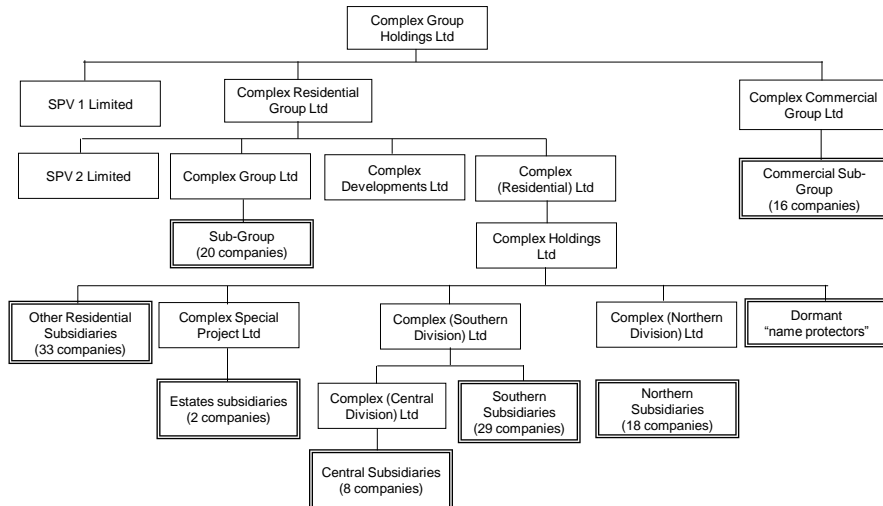 Complex Group
Holdings Ltd
SPV 1 Limited
Complex Residential
Group Ltd
Complex Commercial
Group Ltd
SPV 2 Limited
Complex Group Ltd
Complex
Developments Ltd
Complex
(Residential) Ltd
Commercial Sub-
Group
(16 companies)
Sub-Group
(20 companies)
Complex Holdings
Ltd
Other Residential
Subsidiaries
(33 companies)
Complex Special
Project Ltd
Complex (Southern
Division) Ltd
Complex (Northern
Division) Ltd
Dormant
“name protectors”
Estates subsidiaries
(2 companies)
Complex (Central
Division) Ltd
Southern
Subsidiaries
(29 companies)
Northern
Subsidiaries
(18 companies)
Central Subsidiaries
(8 companies)